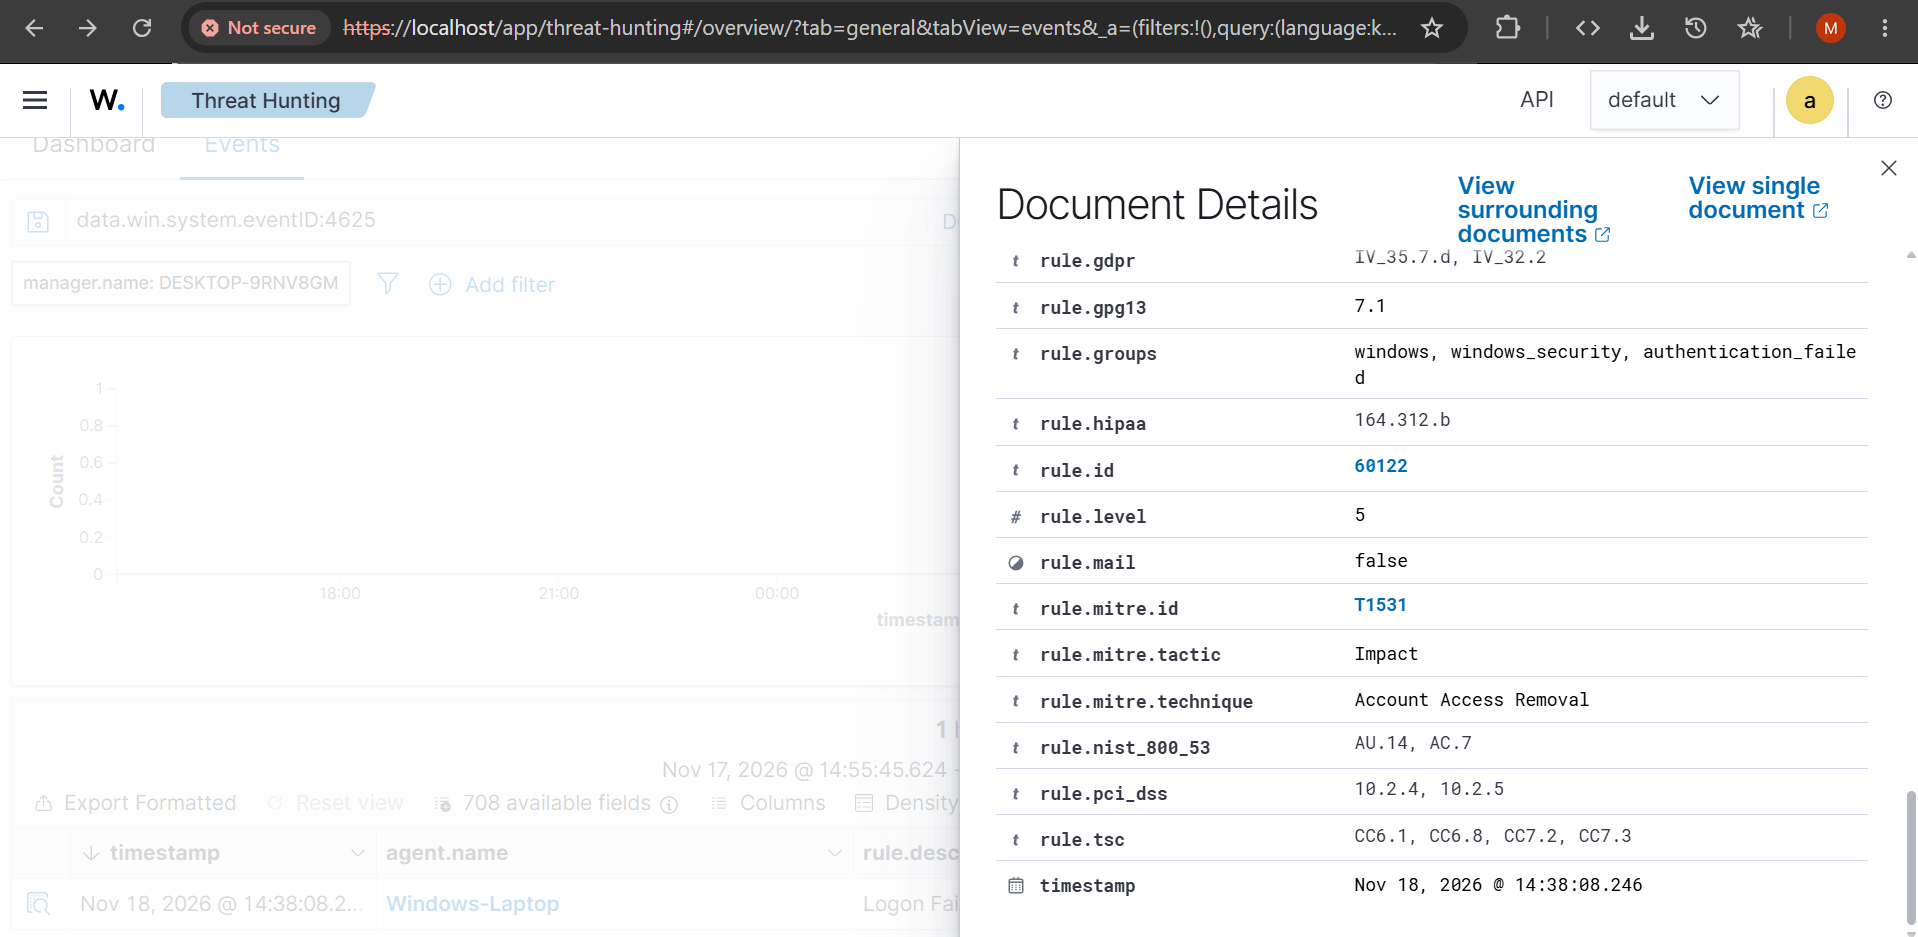 Not secure
https://localhost/app/threat-hunting#/overview/?tab=general&tabView=events&_a=(filters:!(),query:(language:k...
M
W.
Threat Hunting
API
default
a
Dashboard
Events
data.win.system.eventID:4625
manager.name: DESKTOP-9RNV8GM
Add filter
1
0.8
0.6
0.4
0.2
0
Count
18:00
21:00
00:00
timestam
1
Nov 17, 2026 @ 14:55:45.624 -
Export Formatted
Reset view
708 available fields
Columns
Density
timestamp
agent.name
rule.desc
Nov 18, 2026 @ 14:38:08.2...
Windows-Laptop
Logon Fai
Document Details
View surrounding documents
View single document
t rule.gdpr IV_35.7.d, IV_32.2
t rule.gpg13 7.1
t rule.groups windows, windows_security, authentication_faile
d
t rule.hipaa 164.312.b
t rule.id 60122
# rule.level 5
rule.mail false
t rule.mitre.id T1531
t rule.mitre.tactic Impact
t rule.mitre.technique Account Access Removal
t rule.nist_800_53 AU.14, AC.7
t rule.pci_dss 10.2.4, 10.2.5
t rule.tsc CC6.1, CC6.8, CC7.2, CC7.3
timestamp Nov 18, 2026 @ 14:38:08.246